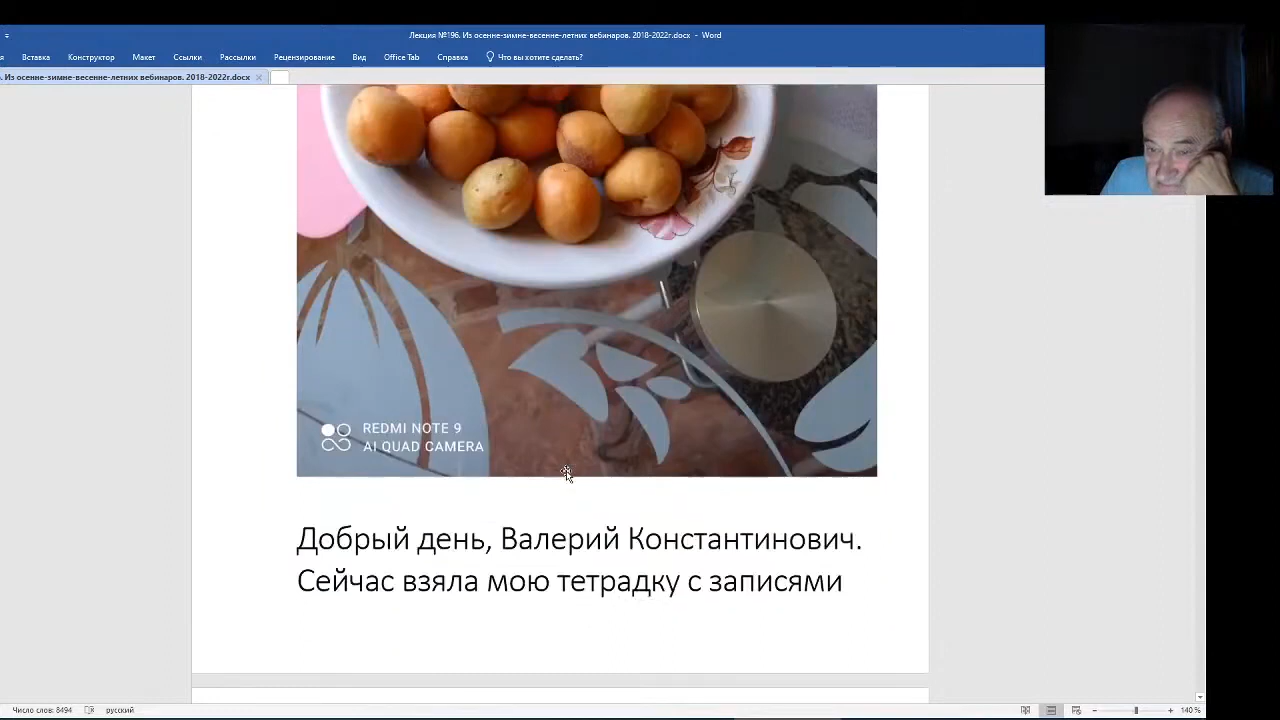 Лекция №196. Из осенне-зимне-весенне-летних вебинаров. 2018-2022г.docx - Word
Вставка Конструктор Макет Ссылки Рассылки Рецензирование Вид Office Tab Справка Что вы хотите сделать?
. Из осенне-зимне-весенне-летних вебинаров. 2018-2022г.docx
REDMI NOTE 9
AI QUAD CAMERA
Добрый день, Валерий Константинович.
Сейчас взяла мою тетрадку с записями
Число слов: 8494 русский 140 %